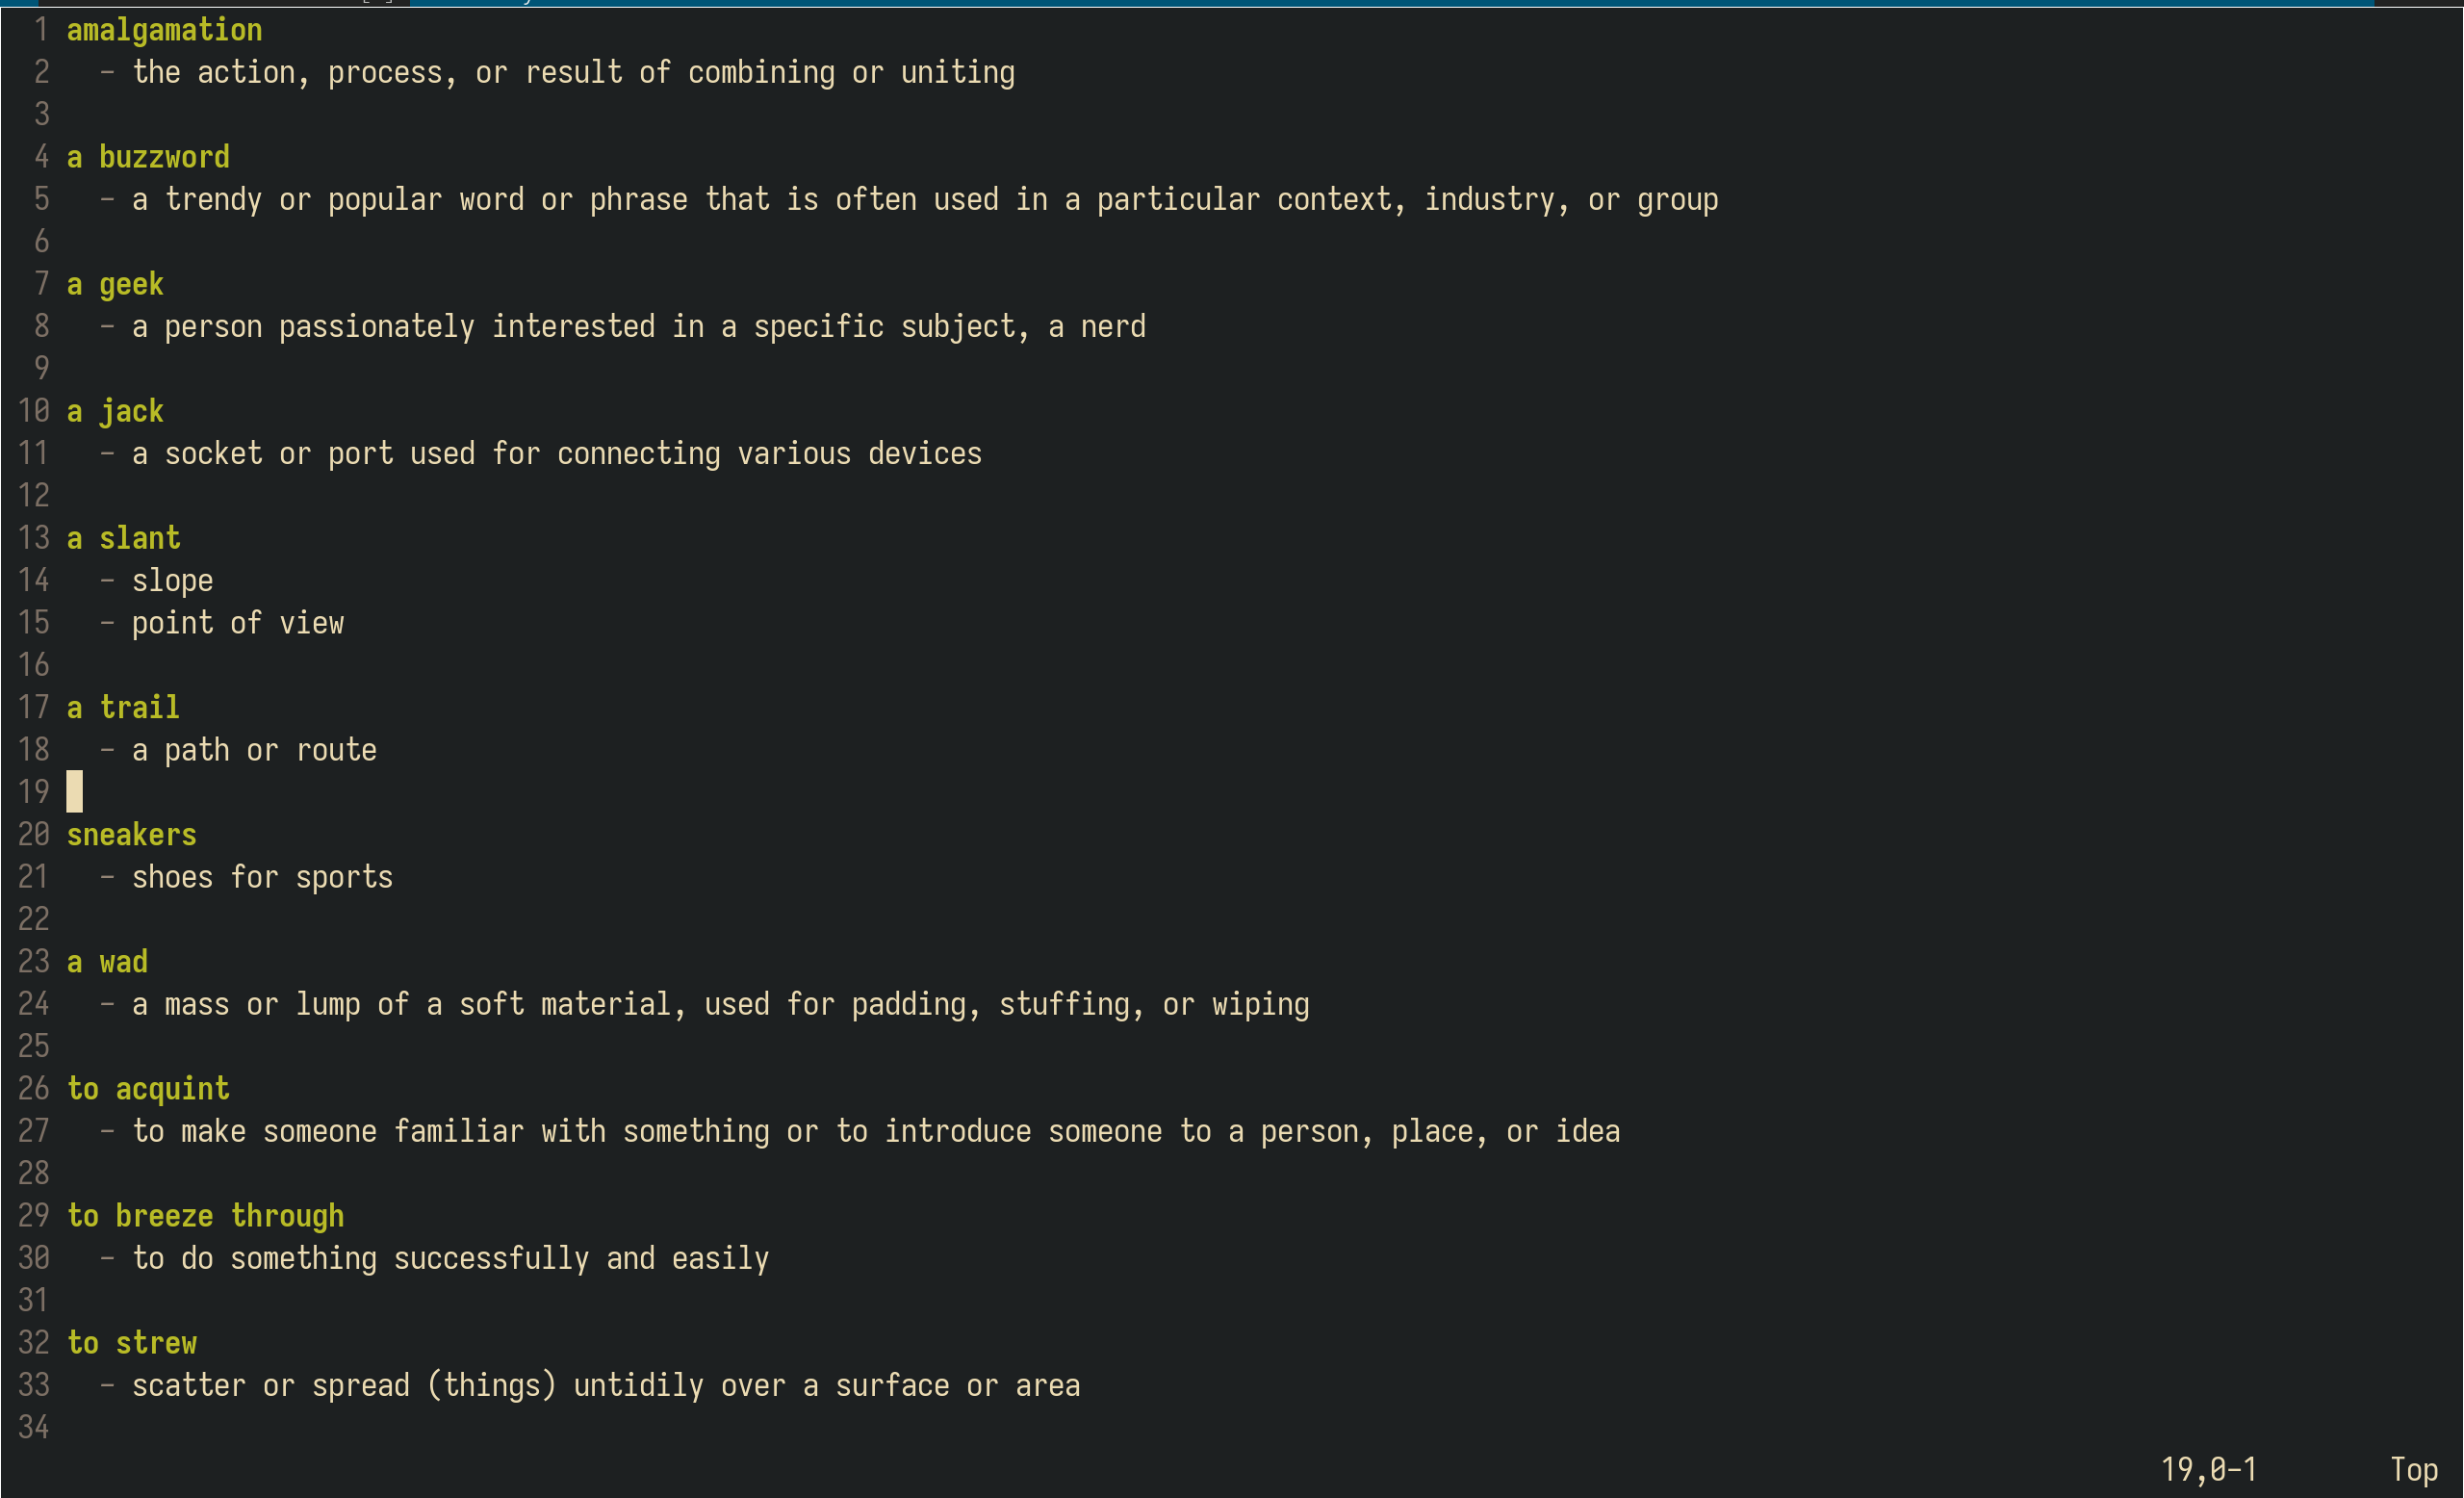 1 amalgamation
2   - the action, process, or result of combining or uniting
3
4 a buzzword
5   - a trendy or popular word or phrase that is often used in a particular context, industry, or group
6
7 a geek
8   - a person passionately interested in a specific subject, a nerd
9
10 a jack
11   - a socket or port used for connecting various devices
12
13 a slant
14   - slope
15   - point of view
16
17 a trail
18   - a path or route
19
20 sneakers
21   - shoes for sports
22
23 a wad
24   - a mass or lump of a soft material, used for padding, stuffing, or wiping
25
26 to acquint
27   - to make someone familiar with something or to introduce someone to a person, place, or idea
28
29 to breeze through
30   - to do something successfully and easily
31
32 to strew
33   - scatter or spread (things) untidily over a surface or area
34
19,0-1 Top